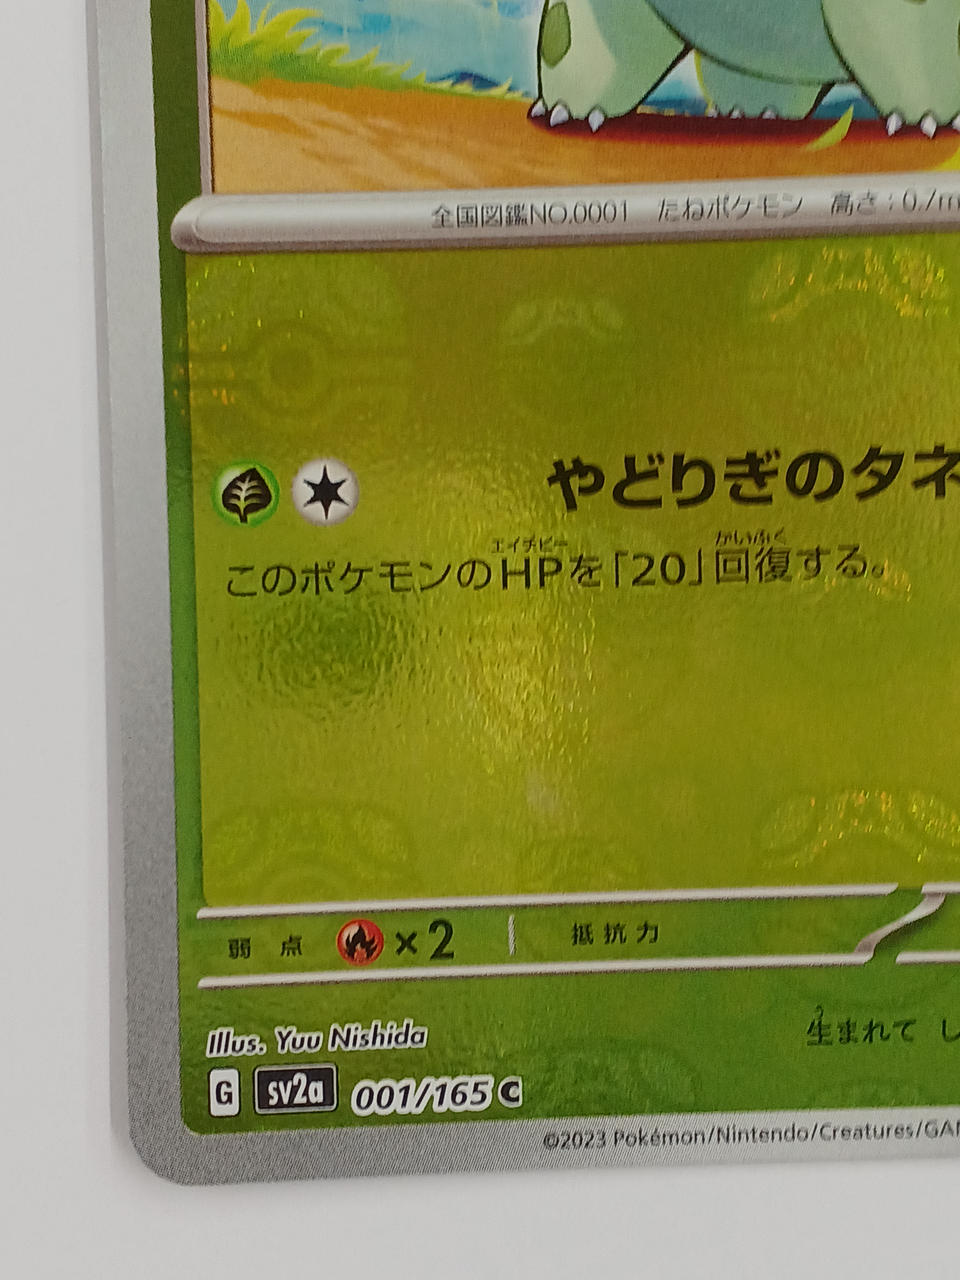 全国図鑑NO.0001 たねポケモン 高さ:0.7m
やどりぎのタネ
エイチピー かいふく
このポケモンのHPを「20」回復する。
弱点 ×2 抵抗力
Illus. Yuu Nishida
生まれて し
G sv2a 001/165 C
©2023 Pokémon/Nintendo/Creatures/GAM